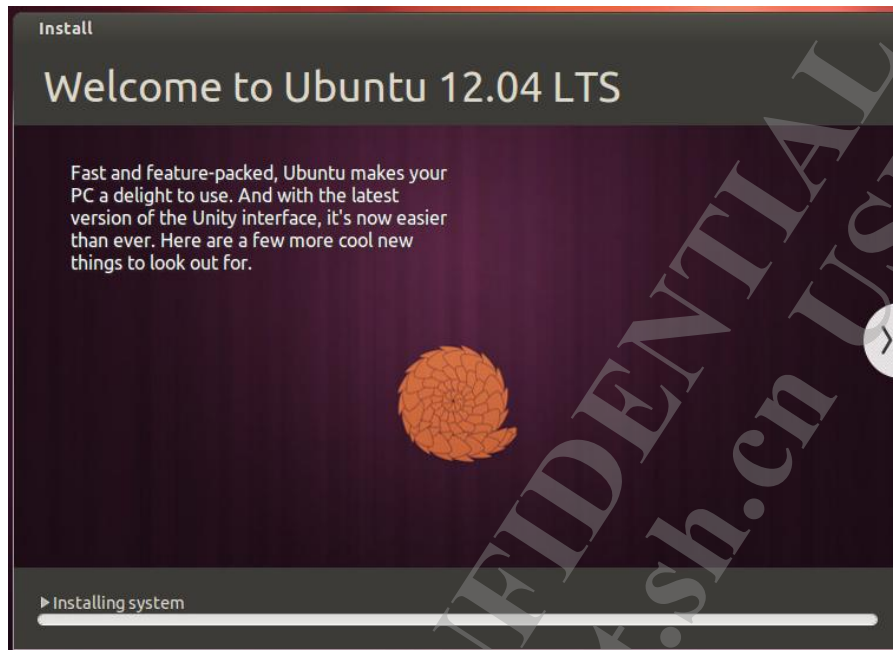 Install
Welcome to Ubuntu 12.04 LTS
Fast and feature-packed, Ubuntu makes your
PC a delight to use. And with the latest
version of the Unity interface, it's now easier
than ever. Here are a few more cool new
things to look out for.
Installing system